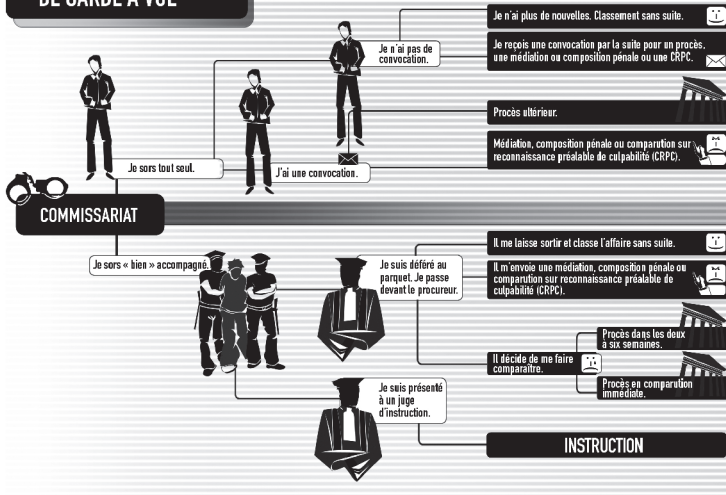 DE GARDE À VUE
Je n'ai plus de nouvelles. Classement sans suite.
Je n'ai pas de
convocation.
Je reçois une convocation par la suite pour un procès,
une médiation ou composition pénale ou une CRPC.
Procès ultérieur.
Médiation, composition pénale ou comparution sur
reconnaissance préalable de culpabilité (CRPC).
Je sors tout seul.
J'ai une convocation.
COMMISSARIAT
Je sors « bien » accompagné.
Je suis déféré au
parquet. Je passe
devant le procureur.
Il me laisse sortir et classe l'affaire sans suite.
Il m'envoie une médiation, composition pénale ou
comparution sur reconnaissance préalable de
culpabilité (CRPC).
Il décide de me faire
comparaître.
Procès dans les deux
à six semaines.
Procès en comparution
immédiate.
Je suis présenté
à un juge
d'instruction.
INSTRUCTION